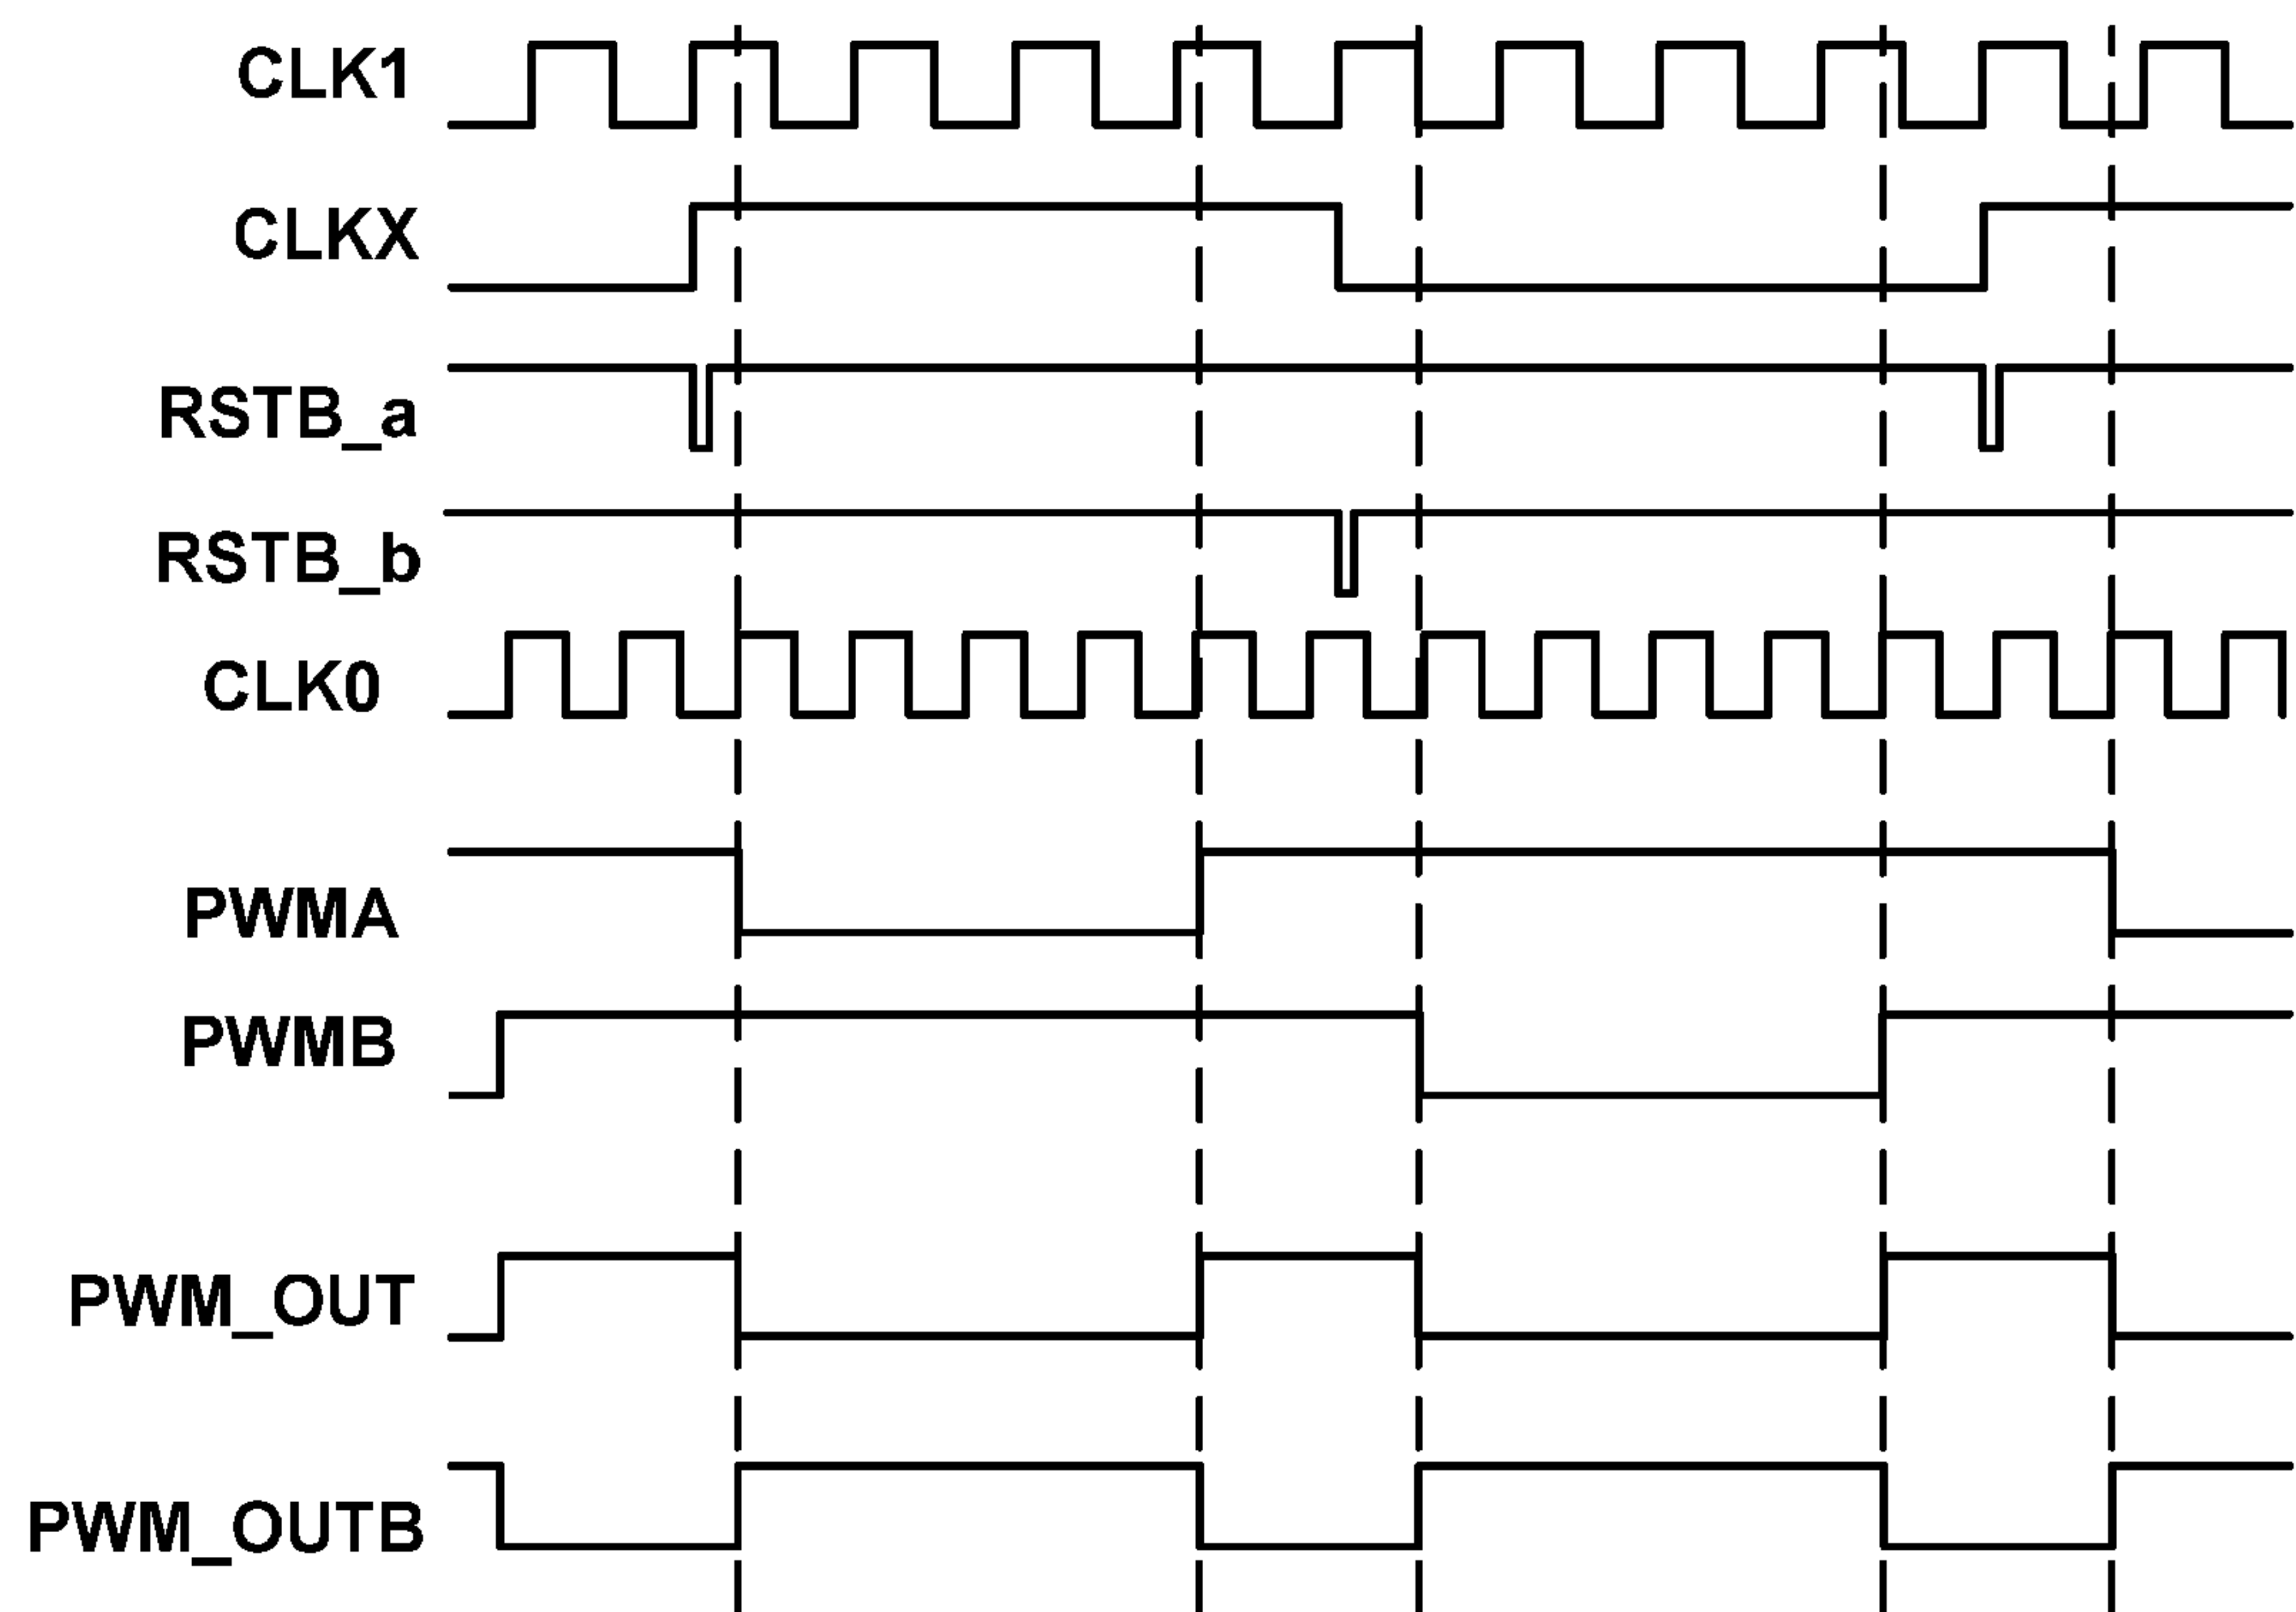 CLK1
CLKX
RSTB_a
RSTB_b
CLK0
PWMA
PWMB
PWM_OUT
PWM_OUTB